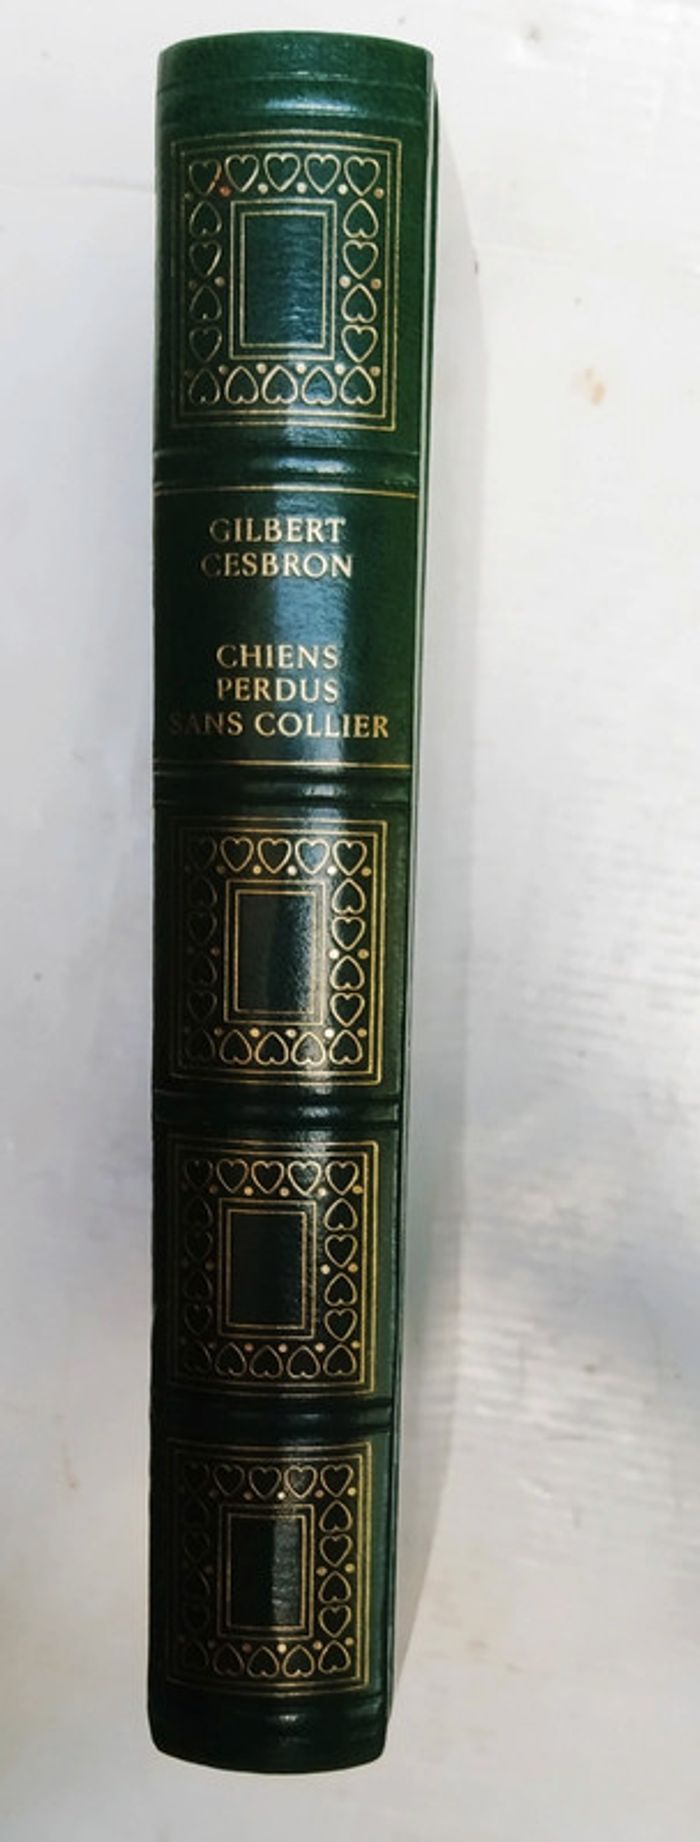 GILBERT
CESBRON
CHIENS
PERDUS
SANS COLLIER